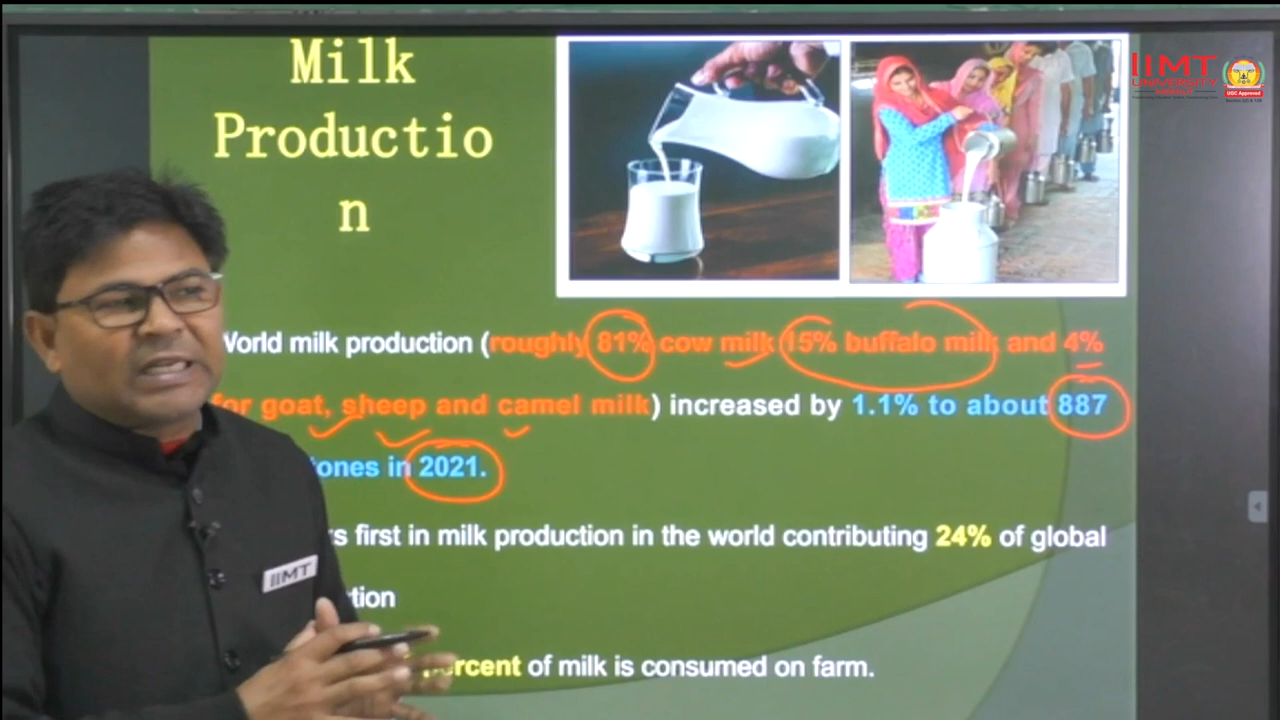 Milk
Productio
n
IIMT
UNIVERSITY
UGC Approved
World milk production (roughly 81% cow milk 15% buffalo milk and 4%
for goat, sheep and camel milk) increased by 1.1% to about 887
tones in 2021.
first in milk production in the world contributing 24% of global
IIMT
percent of milk is consumed on farm.